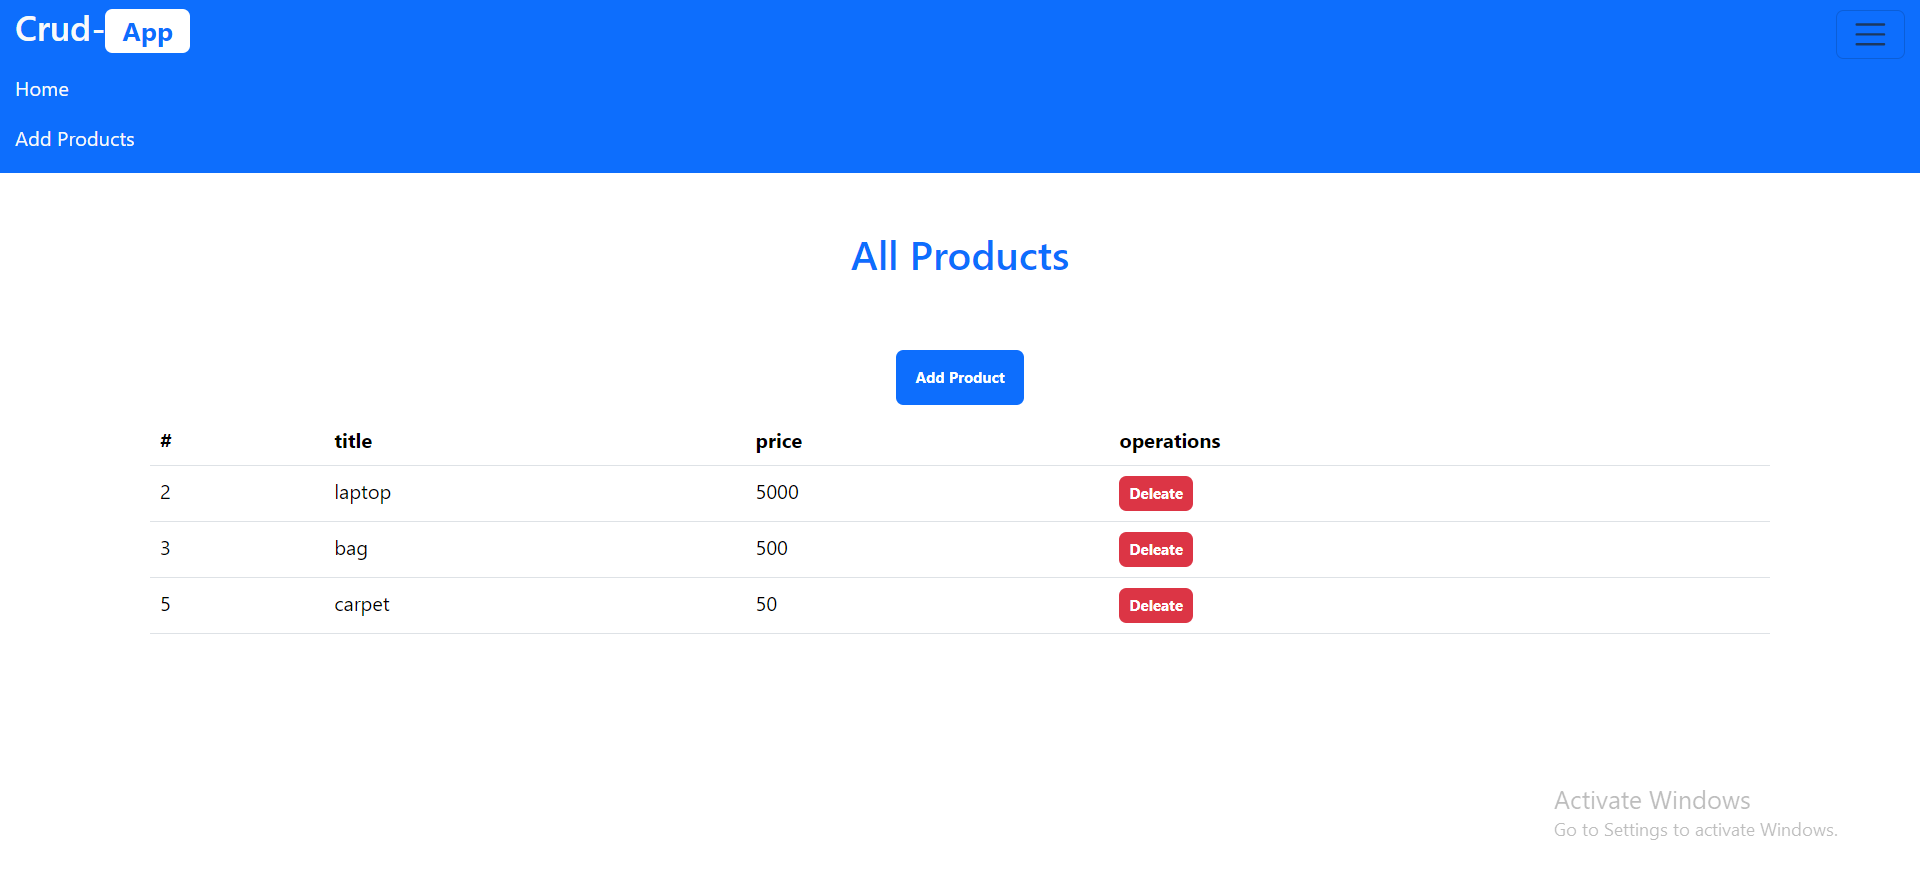 Crud-App
Home
Add Products
All Products
Add Product
# title price operations
2 laptop 5000 Deleate
3 bag 500 Deleate
5 carpet 50 Deleate
Activate Windows
Go to Settings to activate Windows.